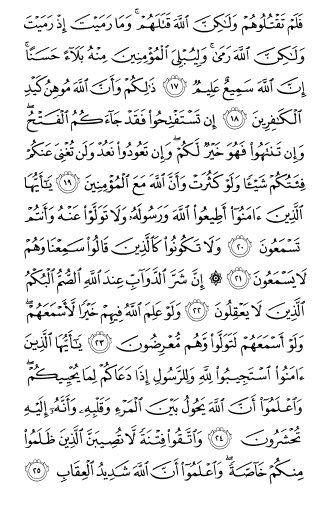 فَلَمْ تَقْتُلُوهُمْ وَلَٰكِنَّ ٱللَّهَ قَتَلَهُمْ ۚ وَمَا رَمَيْتَ إِذْ رَمَيْتَ
وَلَٰكِنَّ ٱللَّهَ رَمَىٰ ۚ وَلِيُبْلِىَ ٱلْمُؤْمِنِينَ مِنْهُ بَلَآءً حَسَنًا ۚ
إِنَّ ٱللَّهَ سَمِيعٌ عَلِيمٌ ١٧ ذَٰلِكُمْ وَأَنَّ ٱللَّهَ مُوهِنُ كَيْدِ
ٱلْكَٰفِرِينَ ١٨ إِن تَسْتَفْتِحُوا۟ فَقَدْ جَآءَكُمُ ٱلْفَتْحُ ۖ
وَإِن تَنتَهُوا۟ فَهُوَ خَيْرٌ لَّكُمْ ۖ وَإِن تَعُودُوا۟ نَعُدْ وَلَن تُغْنِىَ عَنكُمْ
فِئَتُكُمْ شَيْـًٔا وَلَوْ كَثُرَتْ وَأَنَّ ٱللَّهَ مَعَ ٱلْمُؤْمِنِينَ ١٩ يَٰٓأَيُّهَا
ٱلَّذِينَ ءَامَنُوٓا۟ أَطِيعُوا۟ ٱللَّهَ وَرَسُولَهُۥ وَلَا تَوَلَّوْا۟ عَنْهُ وَأَنتُمْ
تَسْمَعُونَ ٢٠ وَلَا تَكُونُوا۟ كَٱلَّذِينَ قَالُوا۟ سَمِعْنَا وَهُمْ
لَا يَسْمَعُونَ ٢١ ۞ إِنَّ شَرَّ ٱلدَّوَآبِّ عِندَ ٱللَّهِ ٱلصُّمُّ ٱلْبُكْمُ
ٱلَّذِينَ لَا يَعْقِلُونَ ٢٢ وَلَوْ عَلِمَ ٱللَّهُ فِيهِمْ خَيْرًا لَّأَسْمَعَهُمْ ۖ
وَلَوْ أَسْمَعَهُمْ لَتَوَلَّوا۟ وَّهُم مُّعْرِضُونَ ٢٣ يَٰٓأَيُّهَا ٱلَّذِينَ
ءَامَنُوا۟ ٱسْتَجِيبُوا۟ لِلَّهِ وَلِلرَّسُولِ إِذَا دَعَاكُمْ لِمَا يُحْيِيكُمْ ۖ
وَٱعْلَمُوٓا۟ أَنَّ ٱللَّهَ يَحُولُ بَيْنَ ٱلْمَرْءِ وَقَلْبِهِۦ وَأَنَّهُۥٓ إِلَيْهِ
تُحْشَرُونَ ٢٤ وَٱتَّقُوا۟ فِتْنَةً لَّا تُصِيبَنَّ ٱلَّذِينَ ظَلَمُوا۟
مِنكُمْ خَآصَّةً ۖ وَٱعْلَمُوٓا۟ أَنَّ ٱللَّهَ شَدِيدُ ٱلْعِقَابِ ٢٥